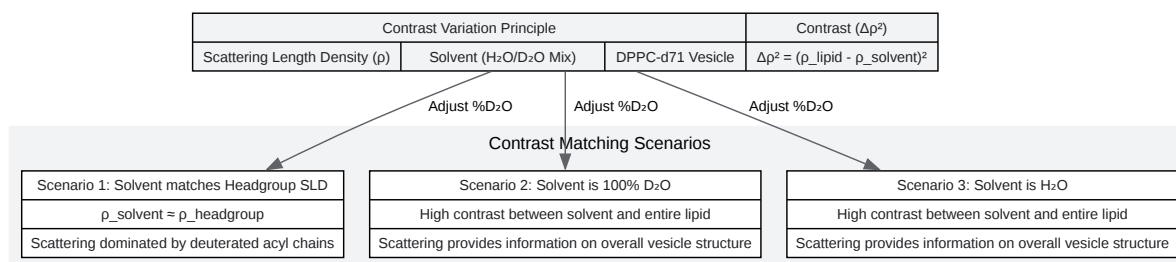 Contrast Variation Principle
Contrast (Δρ²)
Scattering Length Density (ρ)
Solvent (H₂O/D₂O Mix)
DPPC-d71 Vesicle
Δρ² = (ρ_lipid - ρ_solvent)²
Adjust %D₂O
Adjust %D₂O
Adjust %D₂O
Contrast Matching Scenarios
Scenario 1: Solvent matches Headgroup SLD
ρ_solvent ≈ ρ_headgroup
Scattering dominated by deuterated acyl chains
Scenario 2: Solvent is 100% D₂O
High contrast between solvent and entire lipid
Scattering provides information on overall vesicle structure
Scenario 3: Solvent is H₂O
High contrast between solvent and entire lipid
Scattering provides information on overall vesicle structure